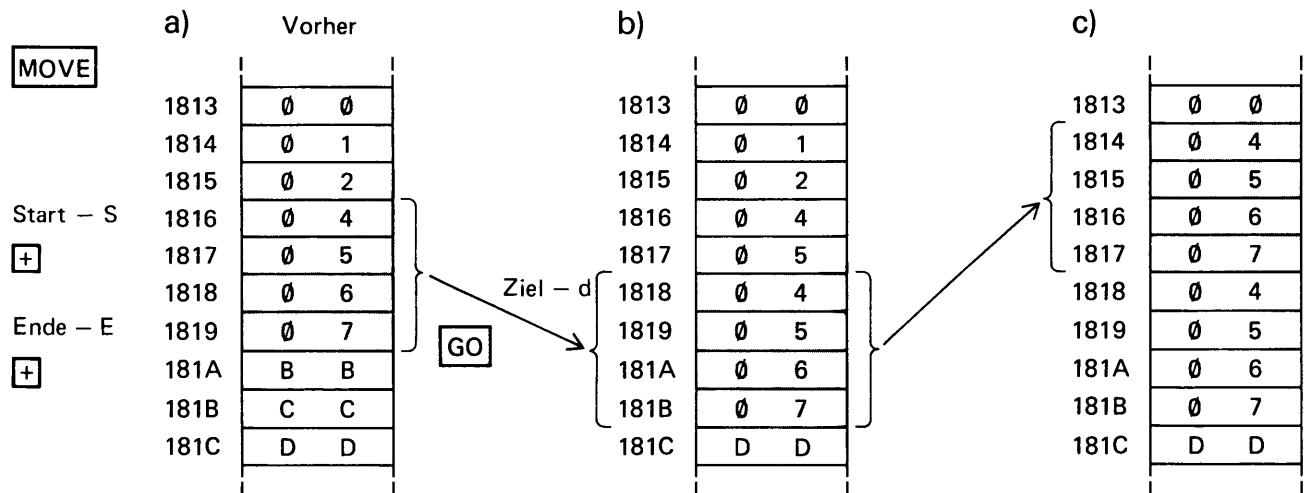 a) Vorher b) c)
MOVE
1813 Ø Ø 1813 Ø Ø 1813 Ø Ø
1814 Ø 1 1814 Ø 1 1814 Ø 4
1815 Ø 2 1815 Ø 2 1815 Ø 5
Start – S 1816 Ø 4 1816 Ø 4 1816 Ø 6
+ 1817 Ø 5 1817 Ø 5 1817 Ø 7
1818 Ø 6 Ziel – d 1818 Ø 4 1818 Ø 4
Ende – E 1819 Ø 7 GO 1819 Ø 5 1819 Ø 5
+ 181A B B 181A Ø 6 181A Ø 6
181B C C 181B Ø 7 181B Ø 7
181C D D 181C D D 181C D D